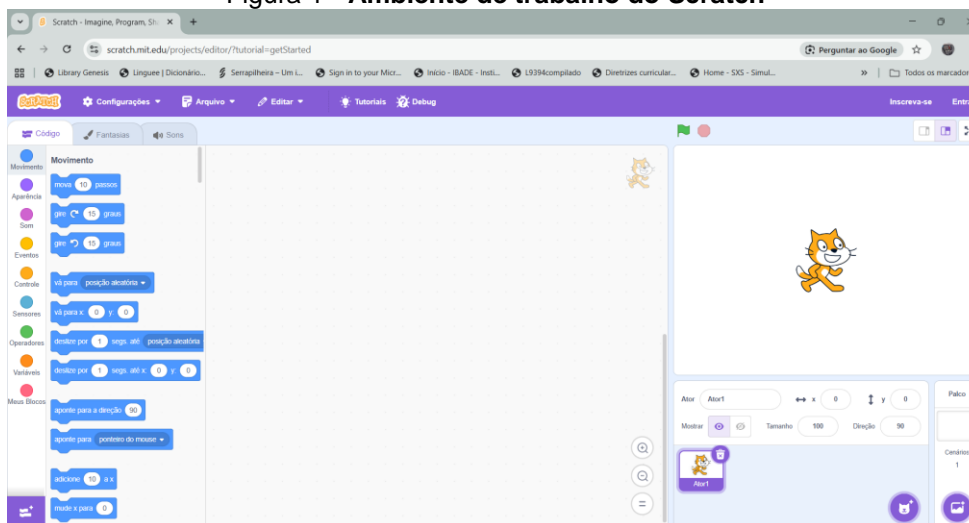 Figura 1 - Ambiente de trabalho do Scratch
Scratch - Imagine, Program, Sh
scratch.mit.edu/projects/editor/?tutorial=getStarted
Perguntar ao Google
Library Genesis
Linguee | Dicionário...
Serrapilheira – Um i...
Sign in to your Micr...
Início - IBADE - Insti...
L9394compilado
Diretrizes curricular...
Home - SXS - Simul...
»
Todos os marcador
SCRATCH
Configurações
Arquivo
Editar
Tutoriais
Debug
Inscreva-se
Entra
Código
Fantasias
Sons
Movimento
Aparência
Som
Eventos
Controle
Sensores
Operadores
Variáveis
Meus Blocos
Movimento
mova 10 passos
gire 15 graus
gire 15 graus
vá para posição aleatória
vá para x: 0 y: 0
deslize por 1 segs. até posição aleatória
deslize por 1 segs. até x: 0 y: 0
aponte para a direção 90
aponte para ponteiro do mouse
adicione 10 a x
mude x para 0
Ator Ator1
x 0
y 0
Mostrar
Tamanho 100
Direção 90
Ator1
Palco
Cenários
1